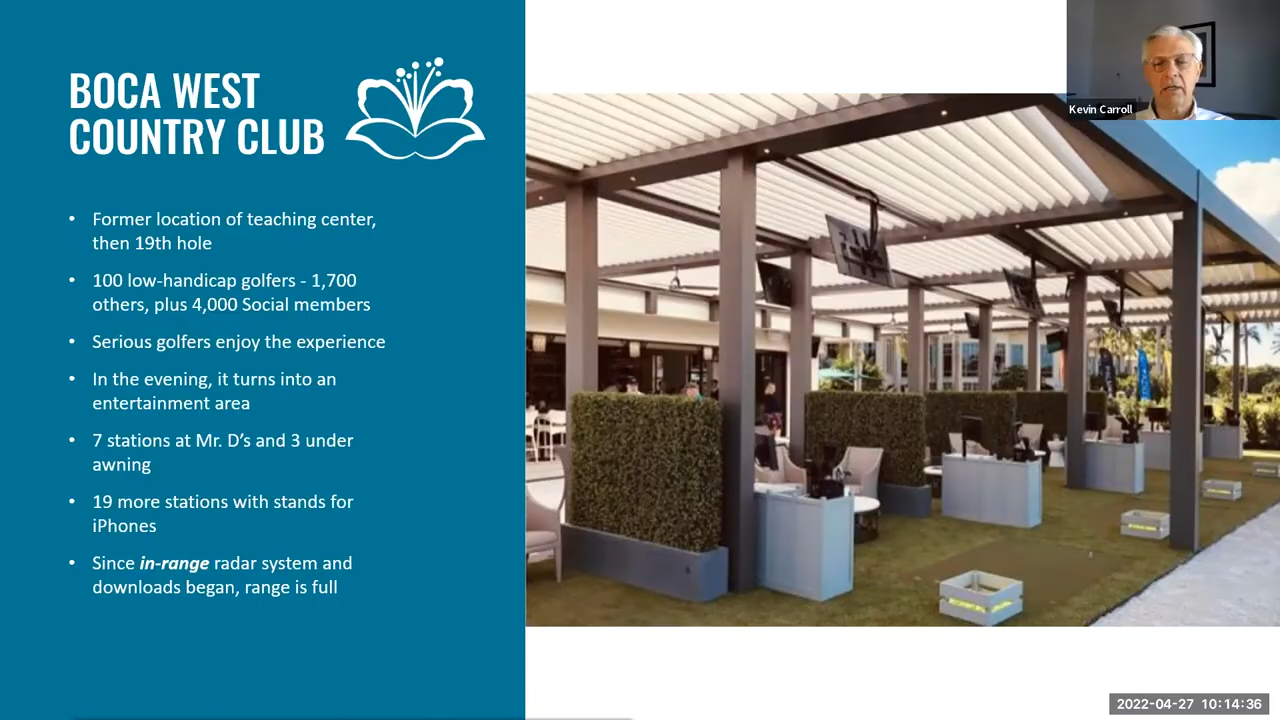 BOCA WEST
COUNTRY CLUB
• Former location of teaching center,
then 19th hole
• 100 low-handicap golfers - 1,700
others, plus 4,000 Social members
• Serious golfers enjoy the experience
• In the evening, it turns into an
entertainment area
• 7 stations at Mr. D’s and 3 under
awning
• 19 more stations with stands for
iPhones
• Since in-range radar system and
downloads began, range is full
Kevin Carroll
2022-04-27 10:14:36